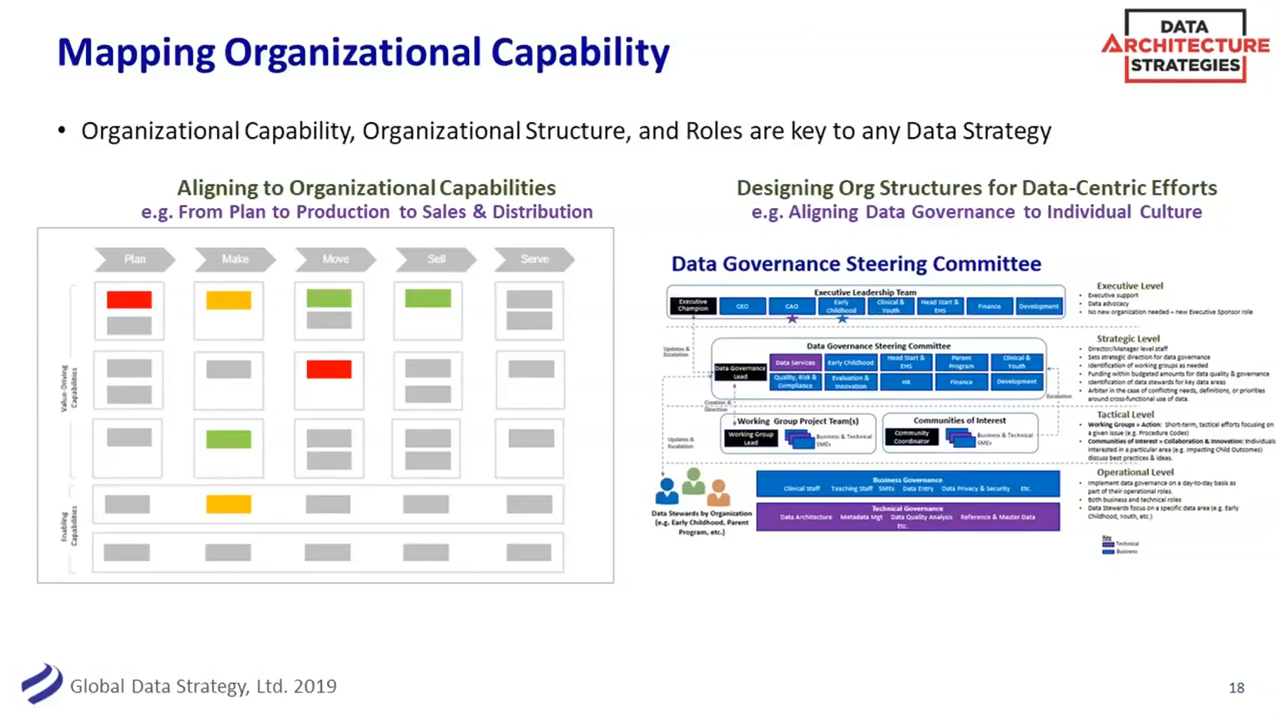 Mapping Organizational Capability
DATA
ARCHITECTURE
STRATEGIES
• Organizational Capability, Organizational Structure, and Roles are key to any Data Strategy
Aligning to Organizational Capabilities
e.g. From Plan to Production to Sales & Distribution
Plan
Make
Move
Sell
Serve
Value-Driving
Capabilities
Enabling
Capabilities
Designing Org Structures for Data-Centric Efforts
e.g. Aligning Data Governance to Individual Culture
Data Governance Steering Committee
Executive Leadership Team
Executive
Champion
CEO
CAO
Early
Childhood
Clinical &
Youth
Head Start &
EHS
Finance
Development
Updates &
Escalation
Data Governance Steering Committee
Data Governance
Lead
Data Services
Early Childhood
Head Start &
EHS
Parent
Program
Clinical &
Youth
Quality, Risk &
Compliance
Evaluation &
Innovation
HR
Finance
Development
Creation &
Direction
Escalation
Working Group Project Team(s)
Working Group
Lead
Business & Technical
SMEs
Communities of Interest
Community
Coordinator
Business & Technical
SMEs
Updates &
Escalation
Data Stewards by Organization
(e.g. Early Childhood, Parent
Program, etc.)
Business Governance
Clinical Staff Teaching Staff SMEs Data Entry Data Privacy & Security Etc.
Technical Governance
Data Architecture Metadata Mgt Data Quality Analysis Reference & Master Data
Etc.
Executive Level
• Executive support
• Data advocacy
• No new organization needed – new Executive Sponsor role
Strategic Level
• Director/Manager level staff
• Sets strategic direction for data governance
• Identification of working groups as needed
• Funding within budgeted amounts for data quality & governance
• Identification of data stewards for key data areas
• Arbiter in the case of conflicting needs, definitions, or priorities
around cross-functional use of data.
Tactical Level
• Working Groups = Action: Short-term, tactical efforts focusing on
a given issue (e.g. Procedure Codes)
• Communities of Interest = Collaboration & Innovation: Individuals
interested in a particular area (e.g. Impacting Child Outcomes)
discuss best practices & ideas.
Operational Level
• Implement data governance on a day-to-day basis as
part of their operational roles.
• Both business and technical roles
• Data Stewards focus on a specific data area (e.g. Early
Childhood, Youth, etc.)
Key
Technical
Business
Global Data Strategy, Ltd. 2019
18